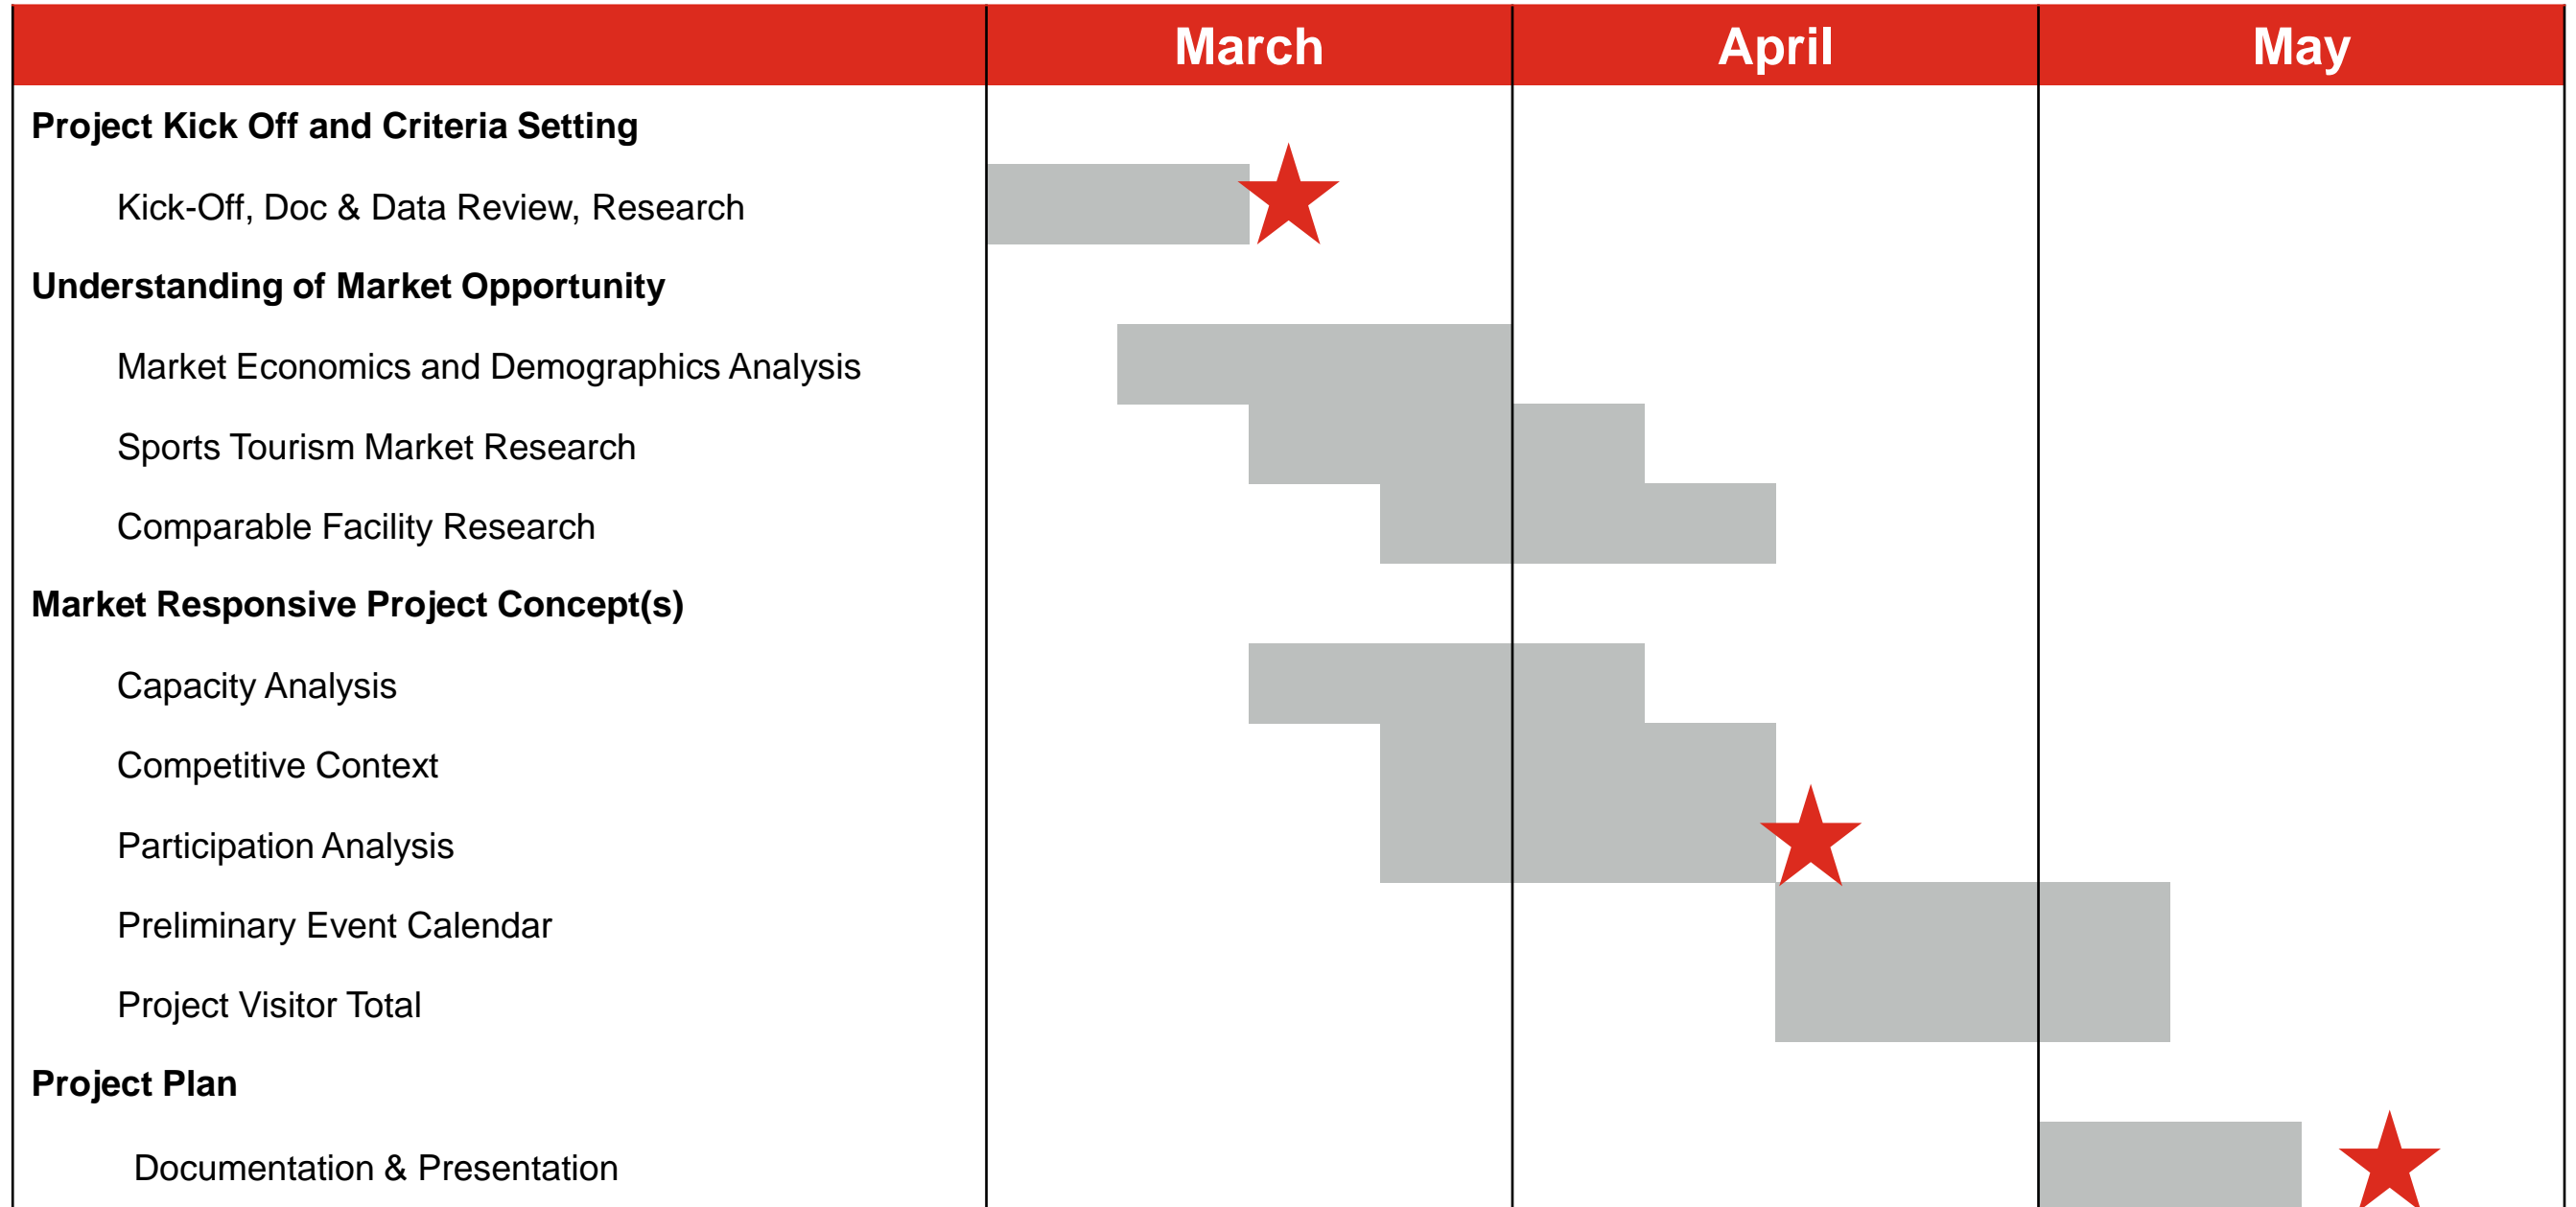 March April May
Project Kick Off and Criteria Setting
Kick-Off, Doc & Data Review, Research
Understanding of Market Opportunity
Market Economics and Demographics Analysis
Sports Tourism Market Research
Comparable Facility Research
Market Responsive Project Concept(s)
Capacity Analysis
Competitive Context
Participation Analysis
Preliminary Event Calendar
Project Visitor Total
Project Plan
Documentation & Presentation